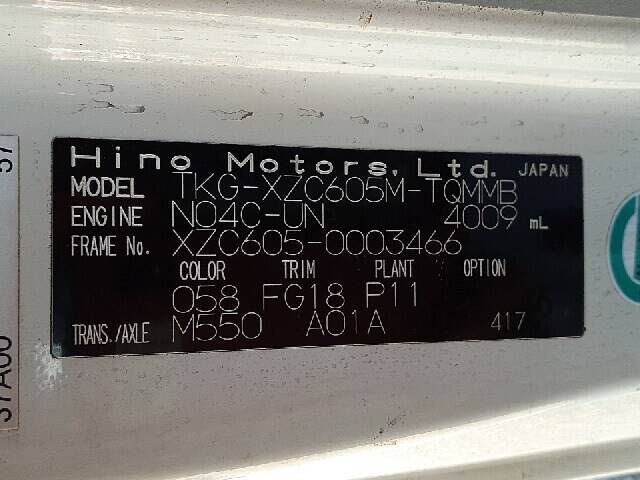 Hino Motors, Ltd. JAPAN
MODEL TKG-XZC605M-TQMMB
ENGINE N04C-UN 4009 mL
FRAME No. XZC605-0003466
COLOR TRIM PLANT OPTION
058 FG18 P11
TRANS./AXLE M550 A01A 417
57